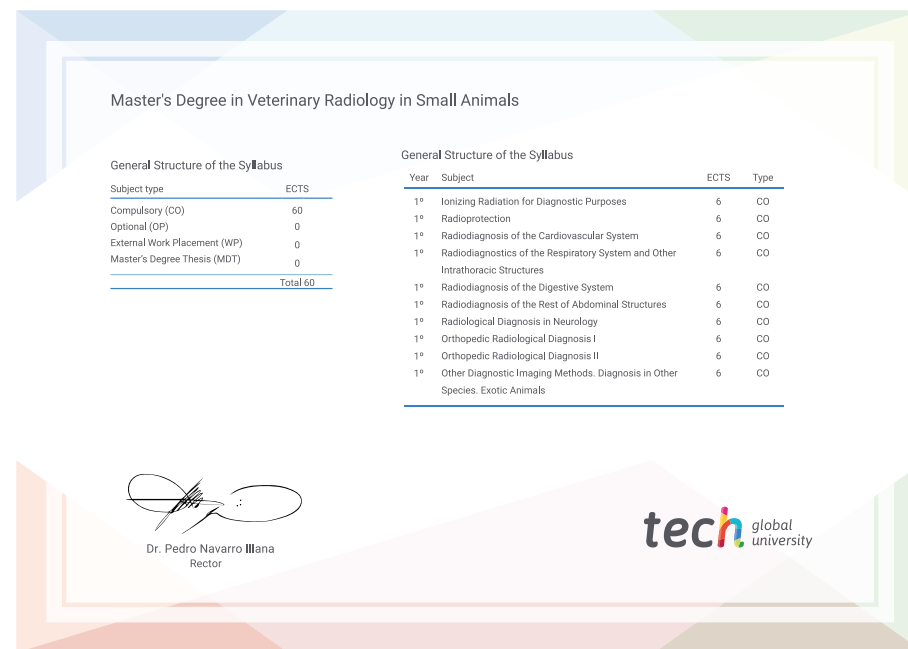 Master's Degree in Veterinary Radiology in Small Animals
General Structure of the Syllabus
Subject type ECTS
Compulsory (CO) 60
Optional (OP) 0
External Work Placement (WP) 0
Master's Degree Thesis (MDT) 0
Total 60
General Structure of the Syllabus
Year Subject ECTS Type
1º Ionizing Radiation for Diagnostic Purposes 6 CO
1º Radioprotection 6 CO
1º Radiodiagnosis of the Cardiovascular System 6 CO
1º Radiodiagnostics of the Respiratory System and Other 6 CO
Intrathoracic Structures
1º Radiodiagnosis of the Digestive System 6 CO
1º Radiodiagnosis of the Rest of Abdominal Structures 6 CO
1º Radiological Diagnosis in Neurology 6 CO
1º Orthopedic Radiological Diagnosis I 6 CO
1º Orthopedic Radiological Diagnosis II 6 CO
1º Other Diagnostic Imaging Methods. Diagnosis in Other 6 CO
Species. Exotic Animals
Dr. Pedro Navarro Illana
Rector
tech global
university